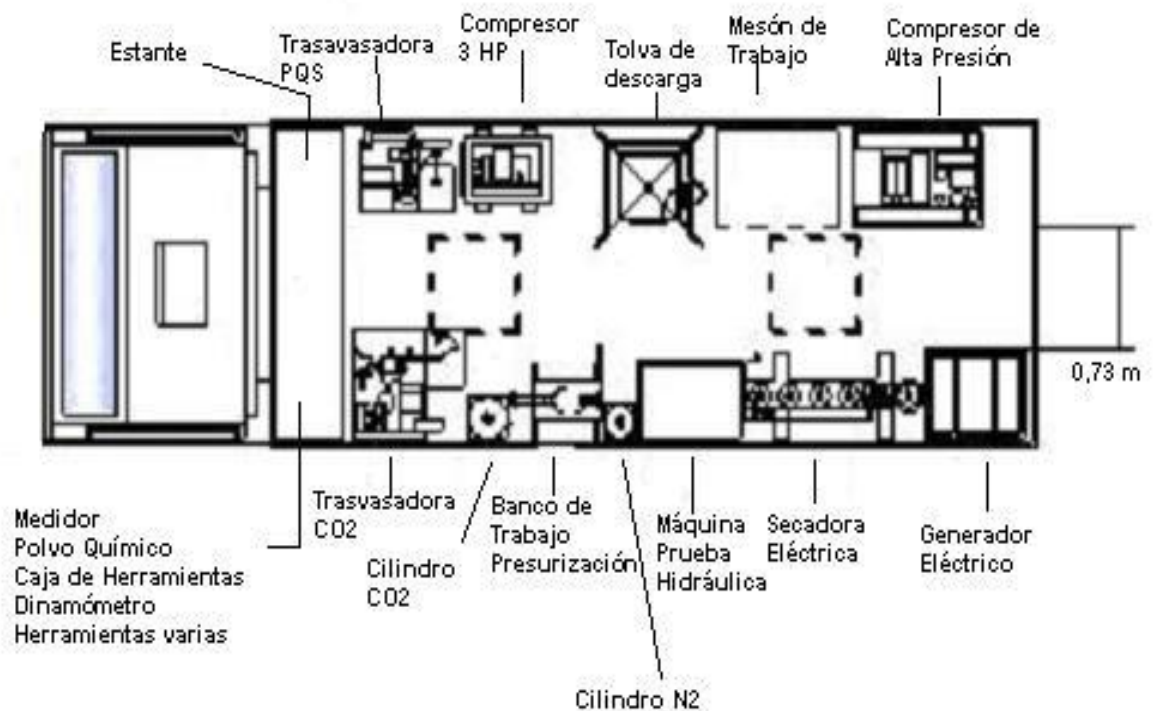 Estante
Trasavasadora
PQS
Compresor
3 HP
Tolva de
descarga
Mesón de
Trabajo
Compresor de
Alta Presión
0,73 m
Medidor
Polvo Químico
Caja de Herramientas
Dinamómetro
Herramientas varias
Trasvasadora
CO2
Cilindro
CO2
Banco de
Trabajo
Presurización
Cilindro N2
Máquina
Prueba
Hidráulica
Secadora
Eléctrica
Generador
Eléctrico